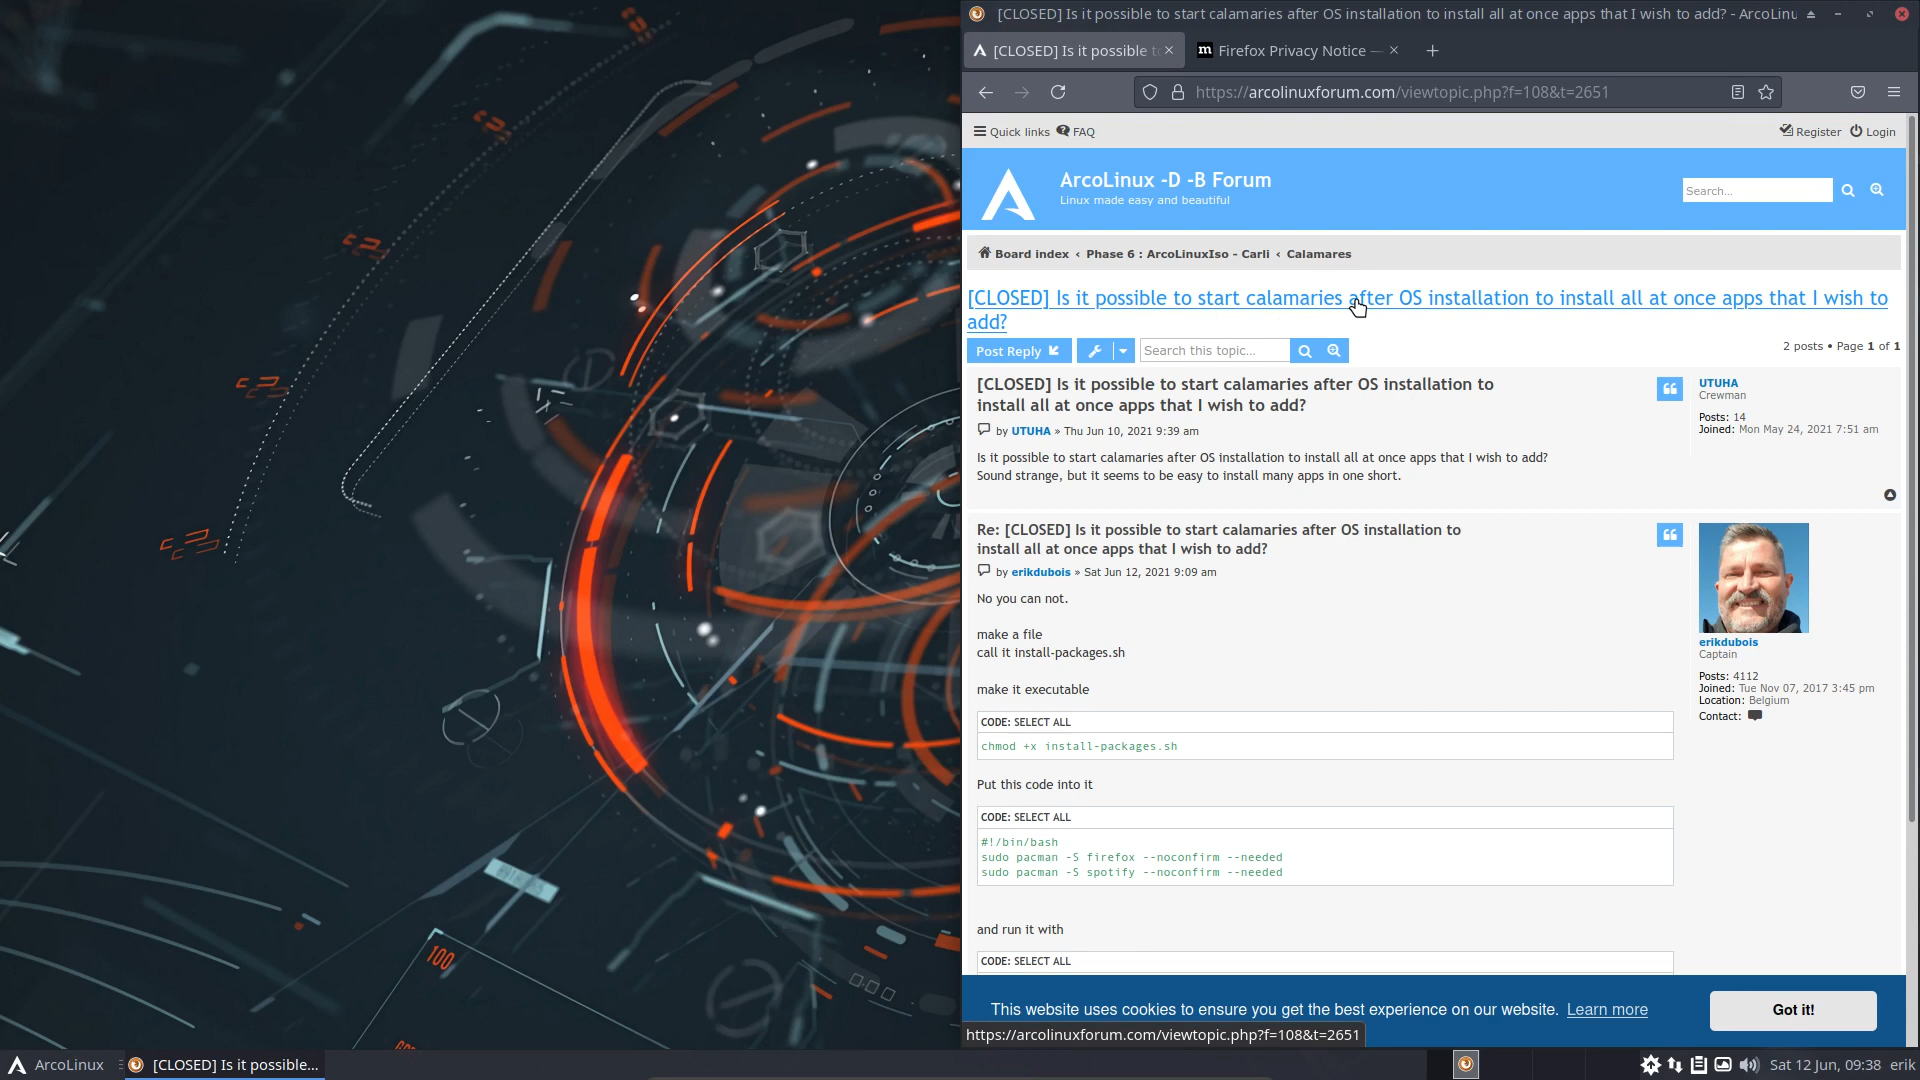 [CLOSED] Is it possible to start calamaries after OS installation to install all at once apps that I wish to add? - ArcoLinu
[CLOSED] Is it possible to
Firefox Privacy Notice —
https://arcolinuxforum.com/viewtopic.php?f=108&t=2651
Quick links FAQ
Register Login
ArcoLinux -D -B Forum
Linux made easy and beautiful
Search...
Board index ‹ Phase 6 : ArcoLinuxIso - Carli ‹ Calamares
[CLOSED] Is it possible to start calamaries after OS installation to install all at once apps that I wish to
add?
Post Reply
Search this topic...
2 posts • Page 1 of 1
[CLOSED] Is it possible to start calamaries after OS installation to
install all at once apps that I wish to add?
by UTUHA » Thu Jun 10, 2021 9:39 am
Is it possible to start calamaries after OS installation to install all at once apps that I wish to add?
Sound strange, but it seems to be easy to install many apps in one short.
UTUHA
Crewman
Posts: 14
Joined: Mon May 24, 2021 7:51 am
Re: [CLOSED] Is it possible to start calamaries after OS installation to
install all at once apps that I wish to add?
by erikdubois » Sat Jun 12, 2021 9:09 am
No you can not.
make a file
call it install-packages.sh
make it executable
CODE: SELECT ALL
chmod +x install-packages.sh
Put this code into it
CODE: SELECT ALL
#!/bin/bash
sudo pacman -S firefox --noconfirm --needed
sudo pacman -S spotify --noconfirm --needed
and run it with
CODE: SELECT ALL
erikdubois
Captain
Posts: 4112
Joined: Tue Nov 07, 2017 3:45 pm
Location: Belgium
Contact:
This website uses cookies to ensure you get the best experience on our website. Learn more
Got it!
https://arcolinuxforum.com/viewtopic.php?f=108&t=2651
100
ArcoLinux
[CLOSED] Is it possible...
Sat 12 Jun, 09:38 erik